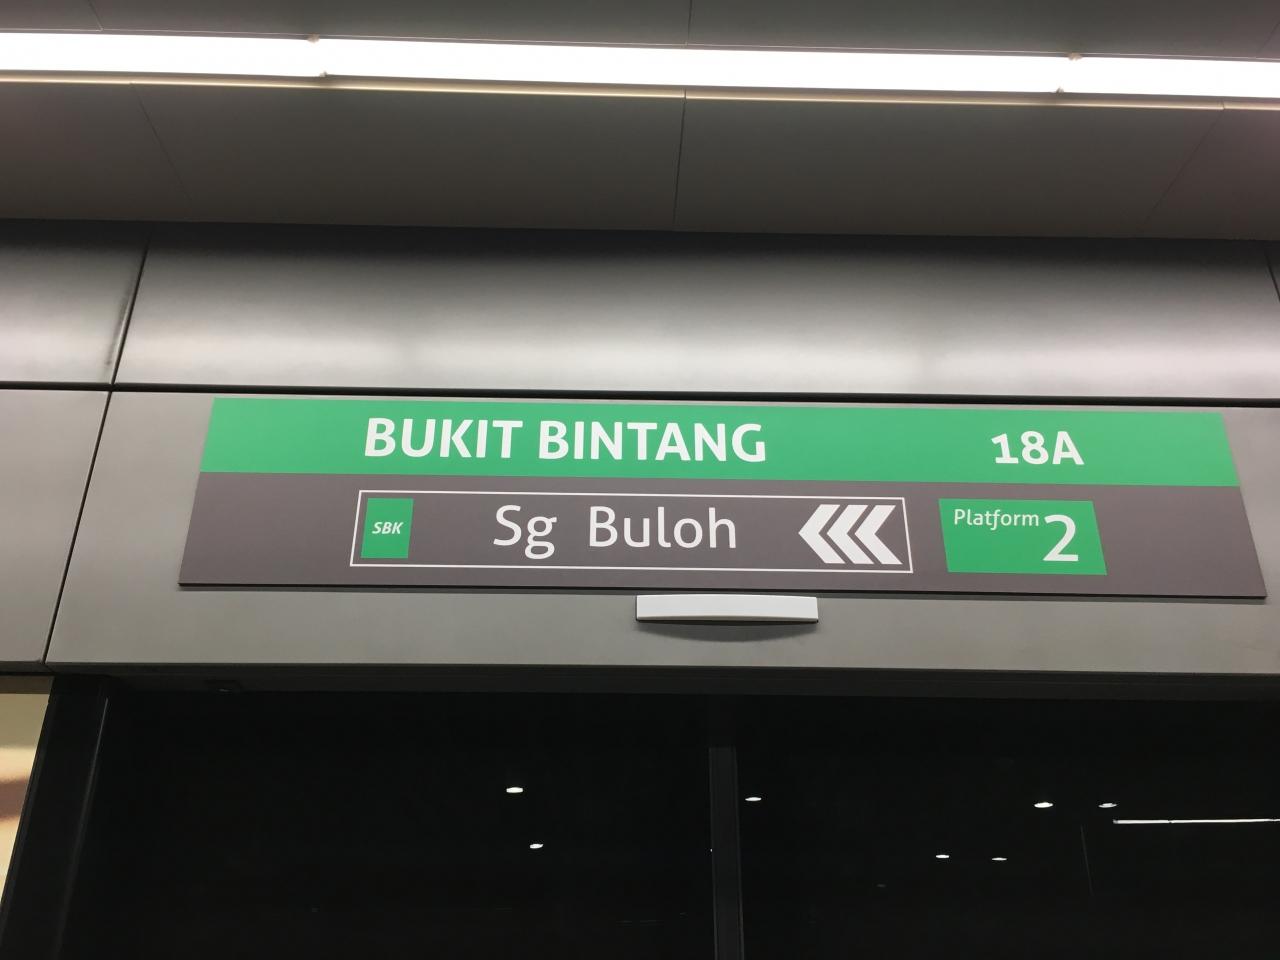 BUKIT BINTANG 18A
SBK Sg Buloh Platform 2